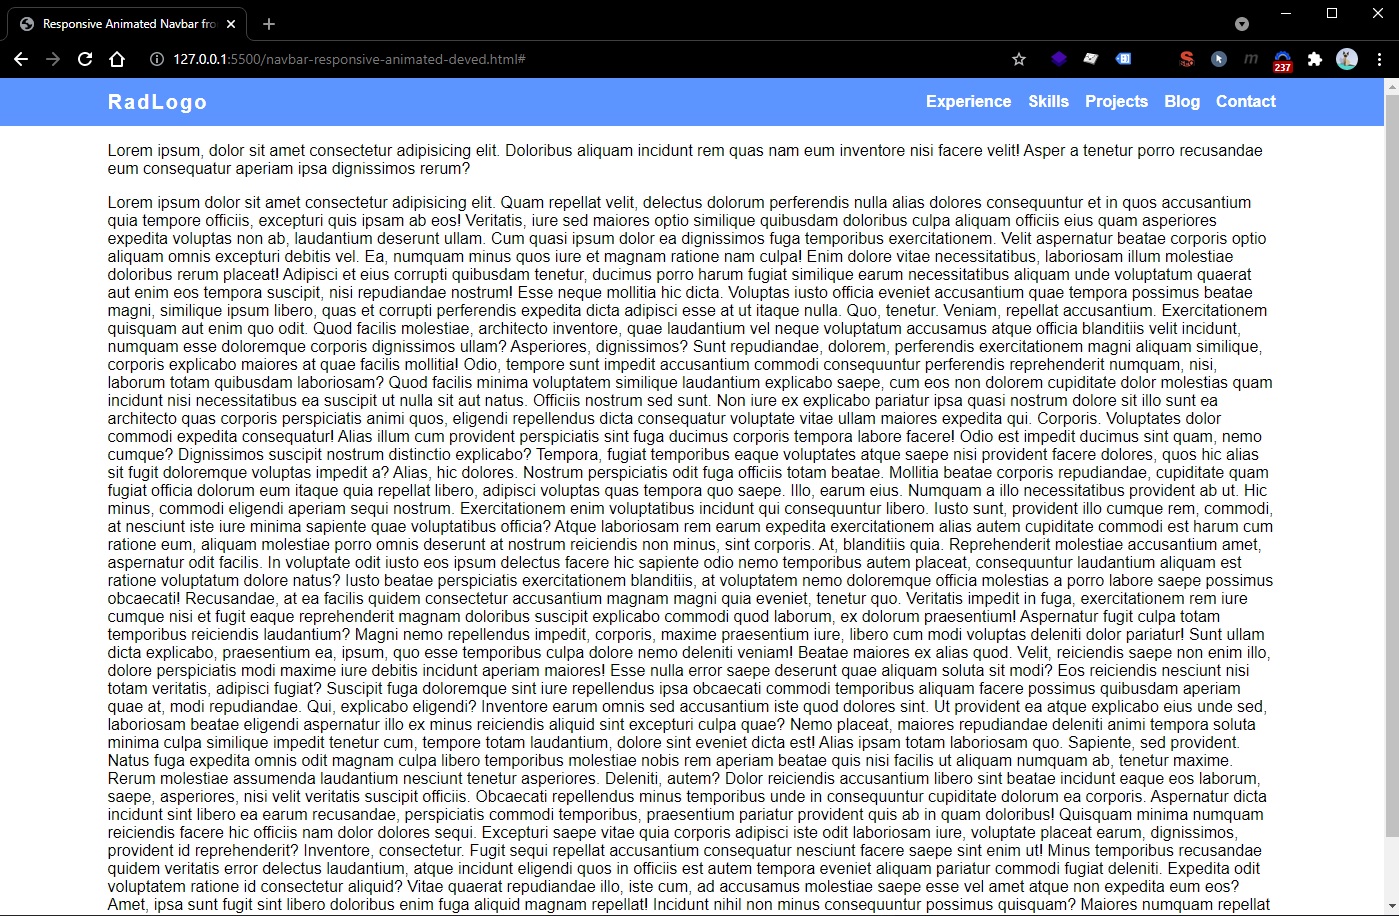 Responsive Animated Navbar fro
127.0.0.1:5500/navbar-responsive-animated-deved.html#
SEO
m
237
RadLogo
Experience Skills Projects Blog Contact
Lorem ipsum, dolor sit amet consectetur adipisicing elit. Doloribus aliquam incidunt rem quas nam eum inventore nisi facere velit! Asper a tenetur porro recusandae
eum consequatur aperiam ipsa dignissimos rerum?
Lorem ipsum dolor sit amet consectetur adipisicing elit. Quam repellat velit, delectus dolorum perferendis nulla alias dolores consequuntur et in quos accusantium
quia tempore officiis, excepturi quis ipsam ab eos! Veritatis, iure sed maiores optio similique quibusdam doloribus culpa aliquam officiis eius quam asperiores
expedita voluptas non ab, laudantium deserunt ullam. Cum quasi ipsum dolor ea dignissimos fuga temporibus exercitationem. Velit aspernatur beatae corporis optio
aliquam omnis excepturi debitis vel. Ea, numquam minus quos iure et magnam ratione nam culpa! Enim dolore vitae necessitatibus, laboriosam illum molestiae
doloribus rerum placeat! Adipisci et eius corrupti quibusdam tenetur, ducimus porro harum fugiat similique earum necessitatibus aliquam unde voluptatum quaerat
aut enim eos tempora suscipit, nisi repudiandae nostrum! Esse neque mollitia hic dicta. Voluptas iusto officia eveniet accusantium quae tempora possimus beatae
magni, similique ipsum libero, quas et corrupti perferendis expedita dicta adipisci esse at ut itaque nulla. Quo, tenetur. Veniam, repellat accusantium. Exercitationem
quisquam aut enim quo odit. Quod facilis molestiae, architecto inventore, quae laudantium vel neque voluptatum accusamus atque officia blanditiis velit incidunt,
numquam esse doloremque corporis dignissimos ullam? Asperiores, dignissimos? Sunt repudiandae, dolorem, perferendis exercitationem magni aliquam similique,
corporis explicabo maiores at quae facilis mollitia! Odio, tempore sunt impedit accusantium commodi consequuntur perferendis reprehenderit numquam, nisi,
laborum totam quibusdam laboriosam? Quod facilis minima voluptatem similique laudantium explicabo saepe, cum eos non dolorem cupiditate dolor molestias quam
incidunt nisi necessitatibus ea suscipit ut nulla sit aut natus. Officiis nostrum sed sunt. Non iure ex explicabo pariatur ipsa quasi nostrum dolore sit illo sunt ea
architecto quas corporis perspiciatis animi quos, eligendi repellendus dicta consequatur voluptate vitae ullam maiores expedita qui. Corporis. Voluptates dolor
commodi expedita consequatur! Alias illum cum provident perspiciatis sint fuga ducimus corporis tempora labore facere! Odio est impedit ducimus sint quam, nemo
cumque? Dignissimos suscipit nostrum distinctio explicabo? Tempora, fugiat temporibus eaque voluptates atque saepe nisi provident facere dolores, quos hic alias
sit fugit doloremque voluptas impedit a? Alias, hic dolores. Nostrum perspiciatis odit fuga officiis totam beatae. Mollitia beatae corporis repudiandae, cupiditate quam
fugiat officia dolorum eum itaque quia repellat libero, adipisci voluptas quas tempora quo saepe. Illo, earum eius. Numquam a illo necessitatibus provident ab ut. Hic
minus, commodi eligendi aperiam sequi nostrum. Exercitationem enim voluptatibus incidunt qui consequuntur libero. Iusto sunt, provident illo cumque rem, commodi,
at nesciunt iste iure minima sapiente quae voluptatibus officia? Atque laboriosam rem earum expedita exercitationem alias autem cupiditate commodi est harum cum
ratione eum, aliquam molestiae porro omnis deserunt at nostrum reiciendis non minus, sint corporis. At, blanditiis quia. Reprehenderit molestiae accusantium amet,
aspernatur odit facilis. In voluptate odit iusto eos ipsum delectus facere hic sapiente odio nemo temporibus autem placeat, consequuntur laudantium aliquam est
ratione voluptatum dolore natus? Iusto beatae perspiciatis exercitationem blanditiis, at voluptatem nemo doloremque officia molestias a porro labore saepe possimus
obcaecati! Recusandae, at ea facilis quidem consectetur accusantium magnam magni quia eveniet, tenetur quo. Veritatis impedit in fuga, exercitationem rem iure
cumque nisi et fugit eaque reprehenderit magnam doloribus suscipit explicabo commodi quod laborum, ex dolorum praesentium! Aspernatur fugit culpa totam
temporibus reiciendis laudantium? Magni nemo repellendus impedit, corporis, maxime praesentium iure, libero cum modi voluptas deleniti dolor pariatur! Sunt ullam
dicta explicabo, praesentium ea, ipsum, quo esse temporibus culpa dolore nemo deleniti veniam! Beatae maiores ex alias quod. Velit, reiciendis saepe non enim illo,
dolore perspiciatis modi maxime iure debitis incidunt aperiam maiores! Esse nulla error saepe deserunt quae aliquam soluta sit modi? Eos reiciendis nesciunt nisi
totam veritatis, adipisci fugiat? Suscipit fuga doloremque sint iure repellendus ipsa obcaecati commodi temporibus aliquam facere possimus quibusdam aperiam
quae at, modi repudiandae. Qui, explicabo eligendi? Inventore earum omnis sed accusantium iste quod dolores sint. Ut provident ea atque explicabo eius unde sed,
laboriosam beatae eligendi aspernatur illo ex minus reiciendis aliquid sint excepturi culpa quae? Nemo placeat, maiores repudiandae deleniti animi tempora soluta
minima culpa similique impedit tenetur cum, tempore totam laudantium, dolore sint eveniet dicta est! Alias ipsam totam laboriosam quo. Sapiente, sed provident.
Natus fuga expedita omnis odit magnam culpa libero temporibus molestiae nobis rem aperiam beatae quis nisi facilis ut aliquam numquam ab, tenetur maxime.
Rerum molestiae assumenda laudantium nesciunt tenetur asperiores. Deleniti, autem? Dolor reiciendis accusantium libero sint beatae incidunt eaque eos laborum,
saepe, asperiores, nisi velit veritatis suscipit officiis. Obcaecati repellendus minus temporibus unde in consequuntur cupiditate dolorum ea corporis. Aspernatur dicta
incidunt sint libero ea earum recusandae, perspiciatis commodi temporibus, praesentium pariatur provident quis ab in quam doloribus! Quisquam minima numquam
reiciendis facere hic officiis nam dolor dolores sequi. Excepturi saepe vitae quia corporis adipisci iste odit laboriosam iure, voluptate placeat earum, dignissimos,
provident id reprehenderit? Inventore, consectetur. Fugit sequi repellat accusantium consequatur nesciunt facere saepe sint enim ut! Minus temporibus recusandae
quidem veritatis error delectus laudantium, atque incidunt eligendi quos in officiis est autem tempora eveniet aliquam pariatur commodi fugiat deleniti. Expedita odit
voluptatem ratione id consectetur aliquid? Vitae quaerat repudiandae illo, iste cum, ad accusamus molestiae saepe esse vel amet atque non expedita eum eos?
Amet, ipsa sunt fugit sint libero doloribus enim fuga aliquid magnam repellat! Incidunt nihil non minus consequuntur possimus quisquam? Maiores numquam repellat